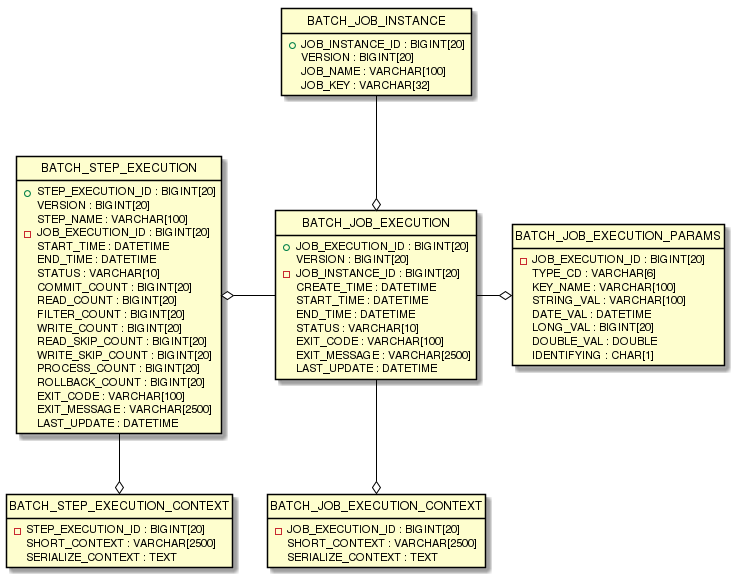 BATCH_JOB_INSTANCE
JOB_INSTANCE_ID : BIGINT[20]
VERSION : BIGINT[20]
JOB_NAME : VARCHAR[100]
JOB_KEY : VARCHAR[32]
BATCH_STEP_EXECUTION
STEP_EXECUTION_ID : BIGINT[20]
VERSION : BIGINT[20]
STEP_NAME : VARCHAR[100]
JOB_EXECUTION_ID : BIGINT[20]
START_TIME : DATETIME
END_TIME : DATETIME
STATUS : VARCHAR[10]
COMMIT_COUNT : BIGINT[20]
READ_COUNT : BIGINT[20]
FILTER_COUNT : BIGINT[20]
WRITE_COUNT : BIGINT[20]
READ_SKIP_COUNT : BIGINT[20]
WRITE_SKIP_COUNT : BIGINT[20]
PROCESS_COUNT : BIGINT[20]
ROLLBACK_COUNT : BIGINT[20]
EXIT_CODE : VARCHAR[100]
EXIT_MESSAGE : VARCHAR[2500]
LAST_UPDATE : DATETIME
BATCH_JOB_EXECUTION
JOB_EXECUTION_ID : BIGINT[20]
VERSION : BIGINT[20]
JOB_INSTANCE_ID : BIGINT[20]
CREATE_TIME : DATETIME
START_TIME : DATETIME
END_TIME : DATETIME
STATUS : VARCHAR[10]
EXIT_CODE : VARCHAR[100]
EXIT_MESSAGE : VARCHAR[2500]
LAST_UPDATE : DATETIME
BATCH_JOB_EXECUTION_PARAMS
JOB_EXECUTION_ID : BIGINT[20]
TYPE_CD : VARCHAR[6]
KEY_NAME : VARCHAR[100]
STRING_VAL : VARCHAR[100]
DATE_VAL : DATETIME
LONG_VAL : BIGINT[20]
DOUBLE_VAL : DOUBLE
IDENTIFYING : CHAR[1]
BATCH_STEP_EXECUTION_CONTEXT
STEP_EXECUTION_ID : BIGINT[20]
SHORT_CONTEXT : VARCHAR[2500]
SERIALIZE_CONTEXT : TEXT
BATCH_JOB_EXECUTION_CONTEXT
JOB_EXECUTION_ID : BIGINT[20]
SHORT_CONTEXT : VARCHAR[2500]
SERIALIZE_CONTEXT : TEXT